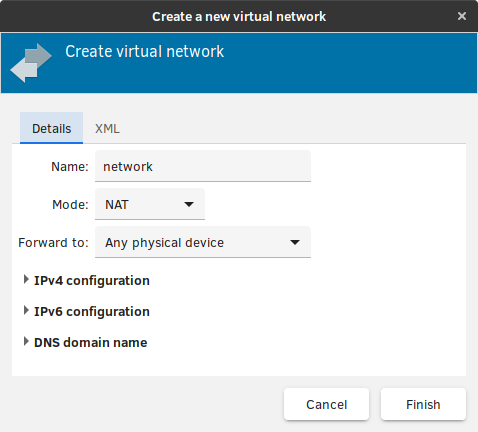 Create a new virtual network
Create virtual network
Details XML
Name: network
Mode: NAT
Forward to: Any physical device
IPv4 configuration
IPv6 configuration
DNS domain name
Cancel Finish